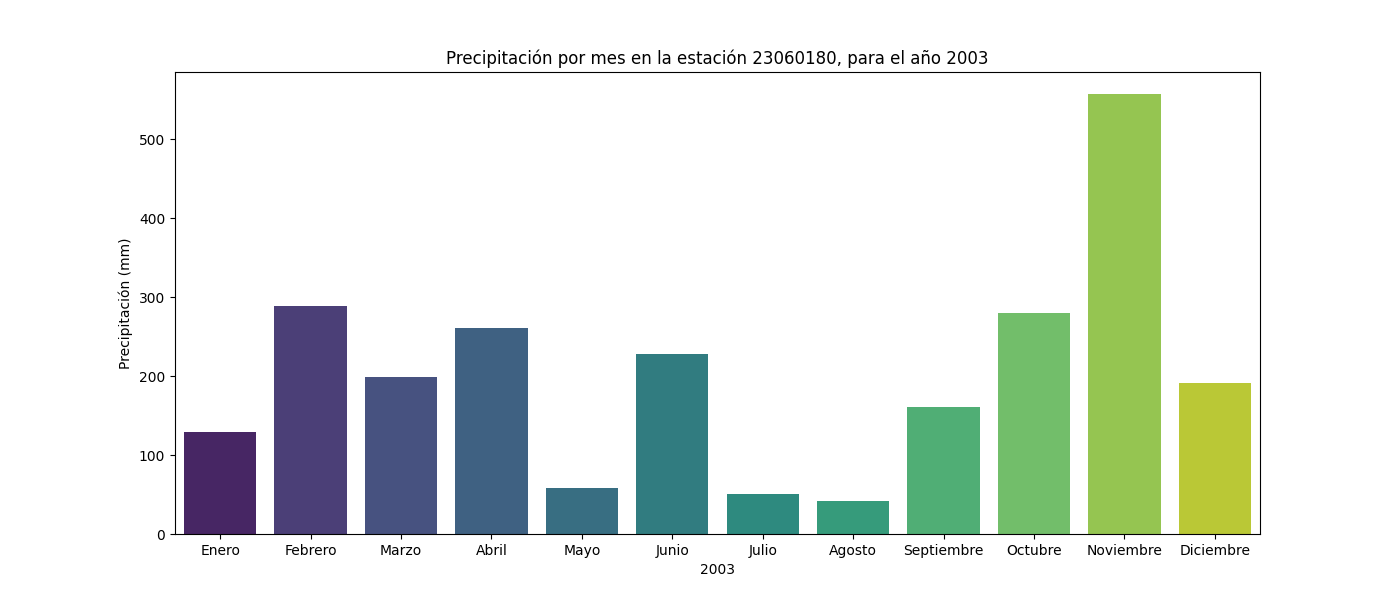 Precipitación por mes en la estación 23060180, para el año 2003
Precipitación (mm)
500
400
300
200
100
0
Enero Febrero Marzo Abril Mayo Junio Julio Agosto Septiembre Octubre Noviembre Diciembre
2003